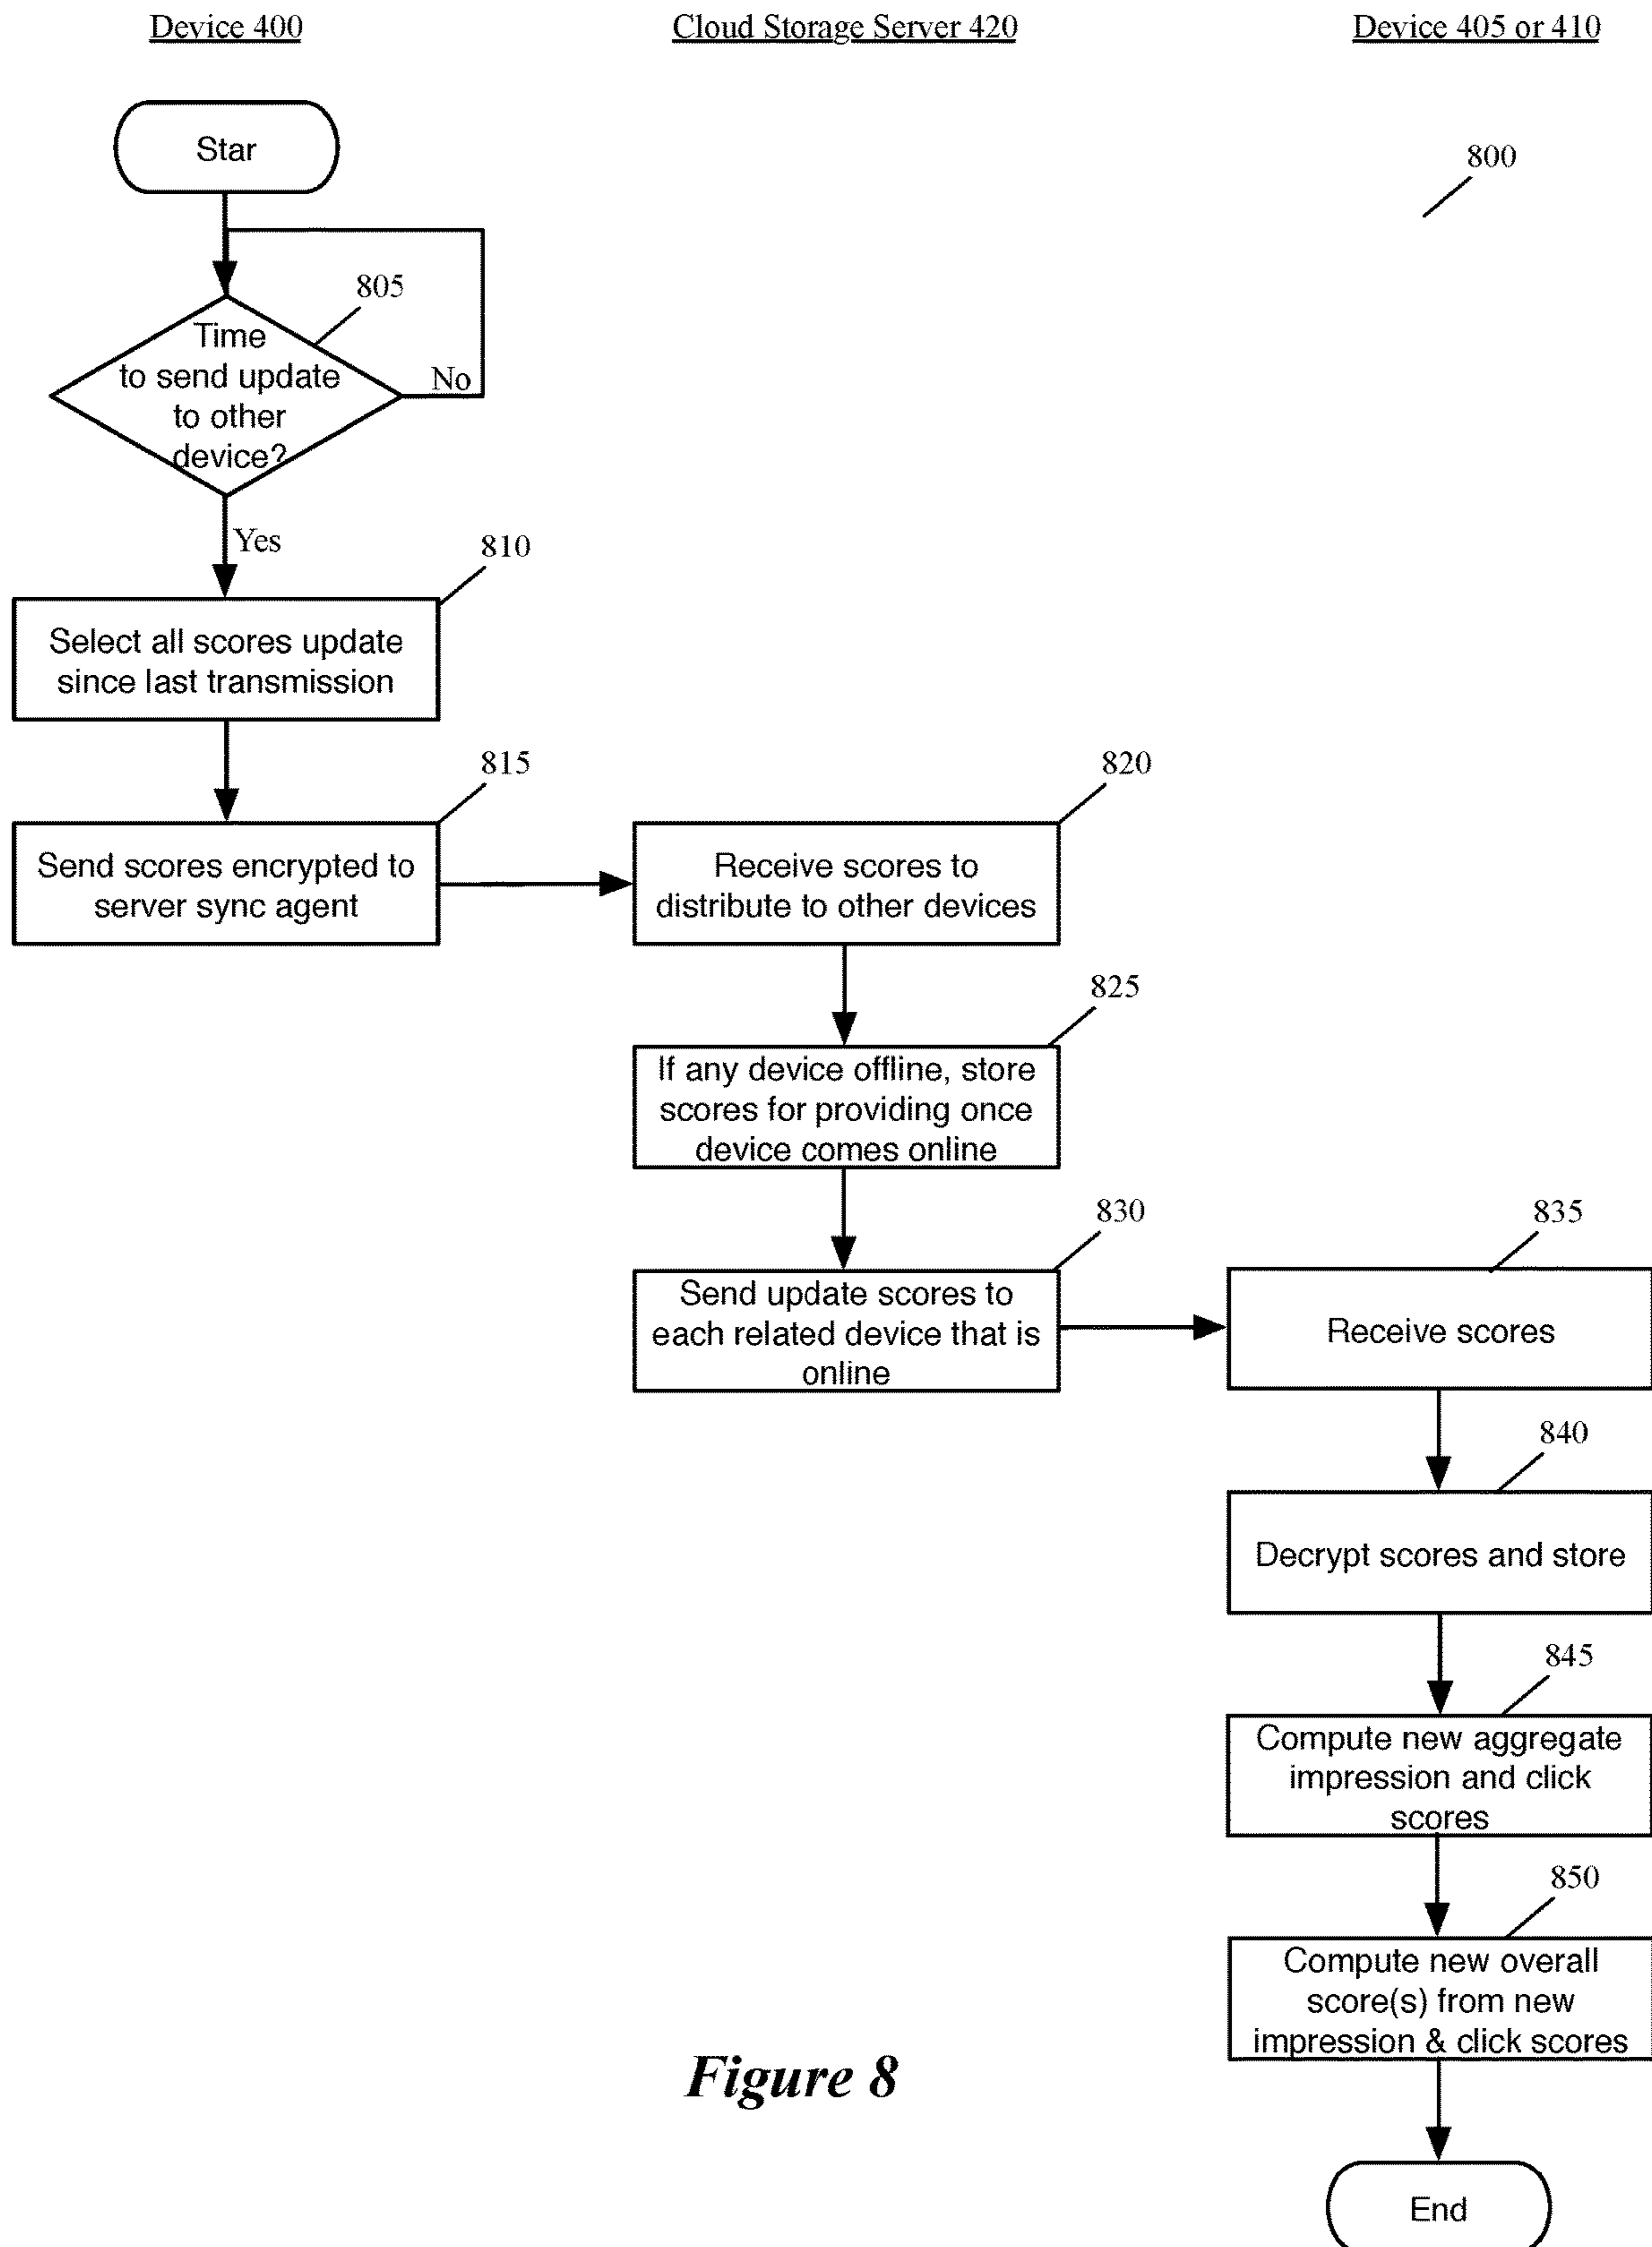 Device 400
Cloud Storage Server 420
Device 405 or 410
Star
800
805
Time
to send update
to other
device?
No
Yes
810
Select all scores update
since last transmission
815
Send scores encrypted to
server sync agent
820
Receive scores to
distribute to other devices
825
If any device offline, store
scores for providing once
device comes online
830
Send update scores to
each related device that is
online
835
Receive scores
840
Decrypt scores and store
845
Compute new aggregate
impression and click
scores
850
Compute new overall
score(s) from new
impression & click scores
Figure 8
End